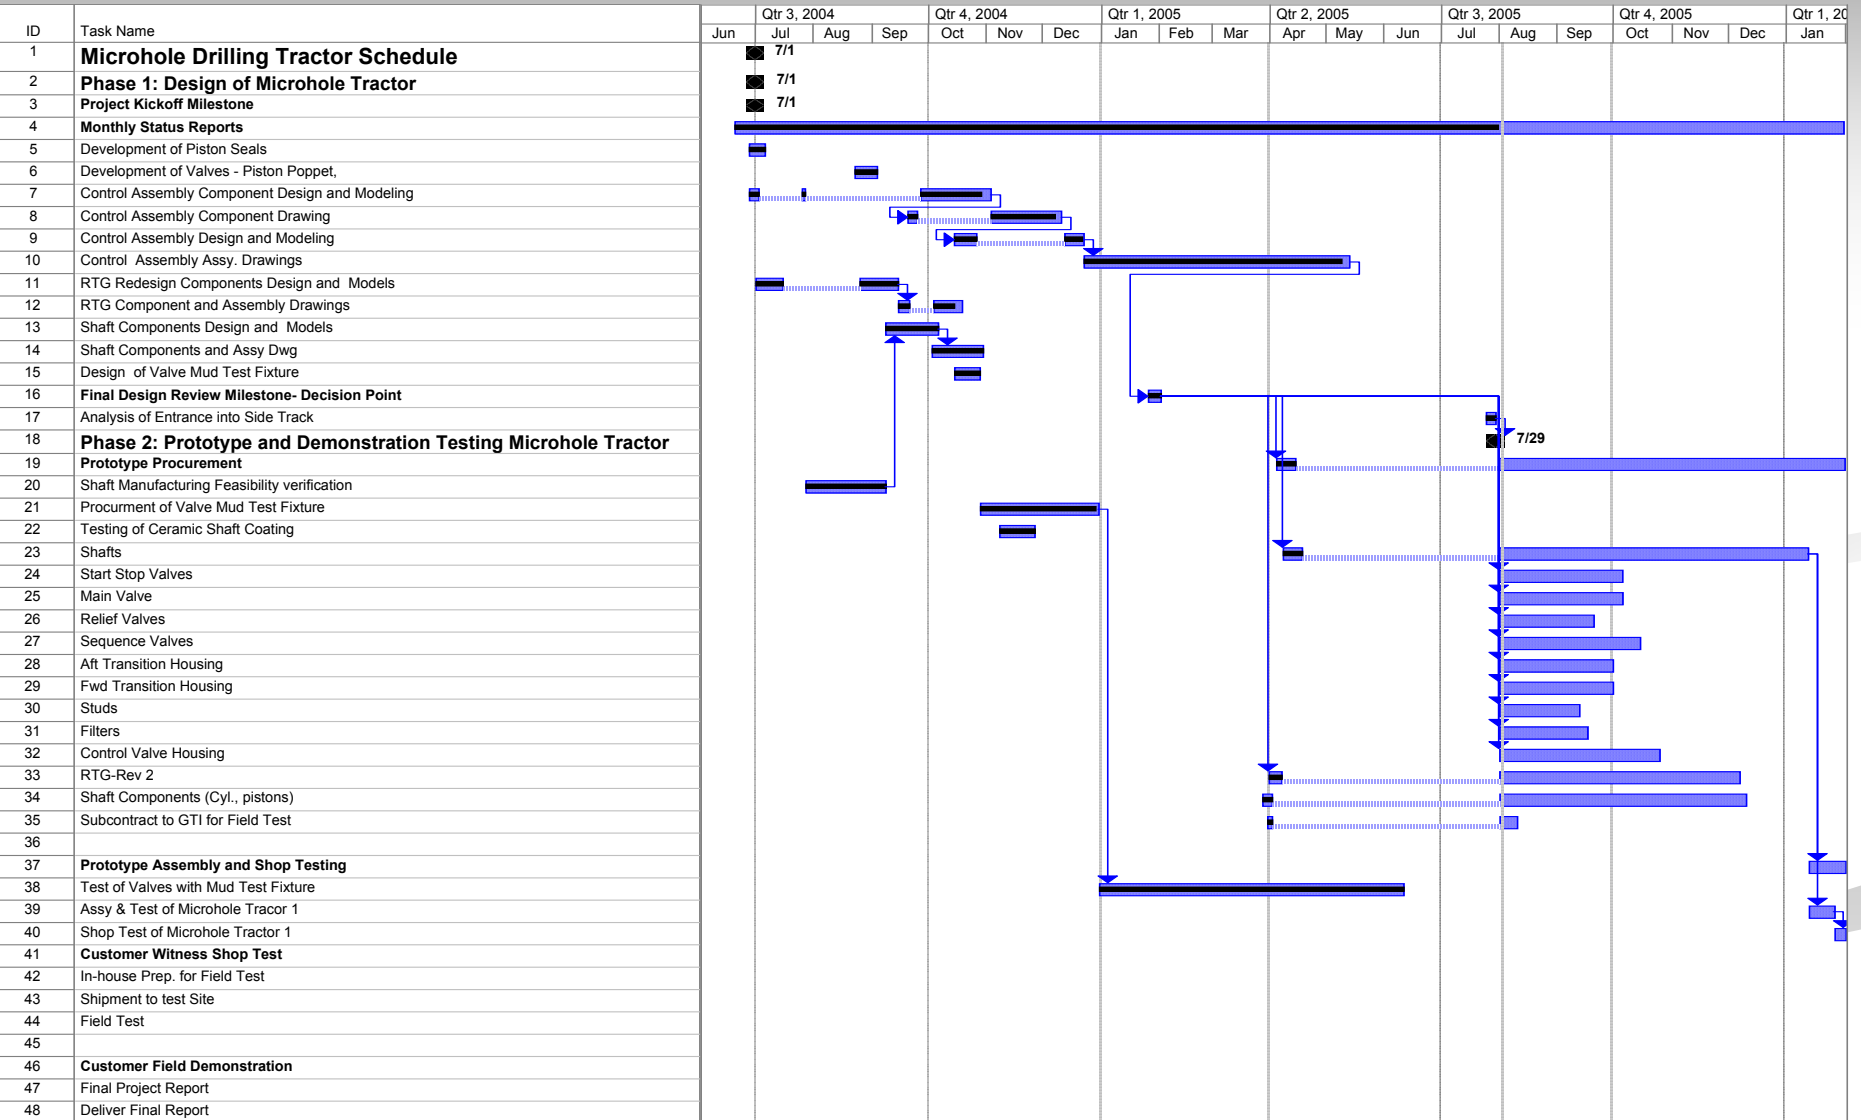 Qtr 3, 2004 Qtr 4, 2004 Qtr 1, 2005 Qtr 2, 2005 Qtr 3, 2005 Qtr 4, 2005 Qtr 1, 20
ID Task Name Jun Jul Aug Sep Oct Nov Dec Jan Feb Mar Apr May Jun Jul Aug Sep Oct Nov Dec Jan
1 Microhole Drilling Tractor Schedule 7/1
2 Phase 1: Design of Microhole Tractor 7/1
3 Project Kickoff Milestone 7/1
4 Monthly Status Reports
5 Development of Piston Seals
6 Development of Valves - Piston Poppet,
7 Control Assembly Component Design and Modeling
8 Control Assembly Component Drawing
9 Control Assembly Design and Modeling
10 Control Assembly Assy. Drawings
11 RTG Redesign Components Design and Models
12 RTG Component and Assembly Drawings
13 Shaft Components Design and Models
14 Shaft Components and Assy Dwg
15 Design of Valve Mud Test Fixture
16 Final Design Review Milestone- Decision Point
17 Analysis of Entrance into Side Track
18 Phase 2: Prototype and Demonstration Testing Microhole Tractor 7/29
19 Prototype Procurement
20 Shaft Manufacturing Feasibility verification
21 Procurment of Valve Mud Test Fixture
22 Testing of Ceramic Shaft Coating
23 Shafts
24 Start Stop Valves
25 Main Valve
26 Relief Valves
27 Sequence Valves
28 Aft Transition Housing
29 Fwd Transition Housing
30 Studs
31 Filters
32 Control Valve Housing
33 RTG-Rev 2
34 Shaft Components (Cyl., pistons)
35 Subcontract to GTI for Field Test
36
37 Prototype Assembly and Shop Testing
38 Test of Valves with Mud Test Fixture
39 Assy & Test of Microhole Tracor 1
40 Shop Test of Microhole Tractor 1
41 Customer Witness Shop Test
42 In-house Prep. for Field Test
43 Shipment to test Site
44 Field Test
45
46 Customer Field Demonstration
47 Final Project Report
48 Deliver Final Report